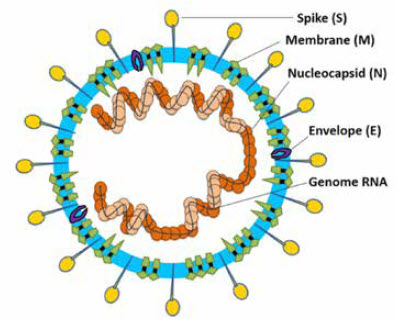 Spike (S)
Membrane (M)
Nucleocapsid (N)
Envelope (E)
Genome RNA